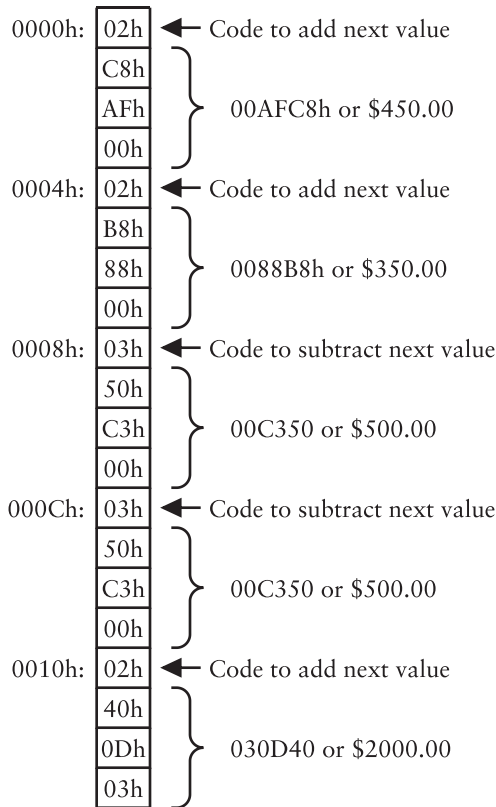 0000h: 02h Code to add next value
C8h
AFh 00AFC8h or $450.00
00h
0004h: 02h Code to add next value
B8h
88h 0088B8h or $350.00
00h
0008h: 03h Code to subtract next value
50h
C3h 00C350 or $500.00
00h
000Ch: 03h Code to subtract next value
50h
C3h 00C350 or $500.00
00h
0010h: 02h Code to add next value
40h
0Dh 030D40 or $2000.00
03h